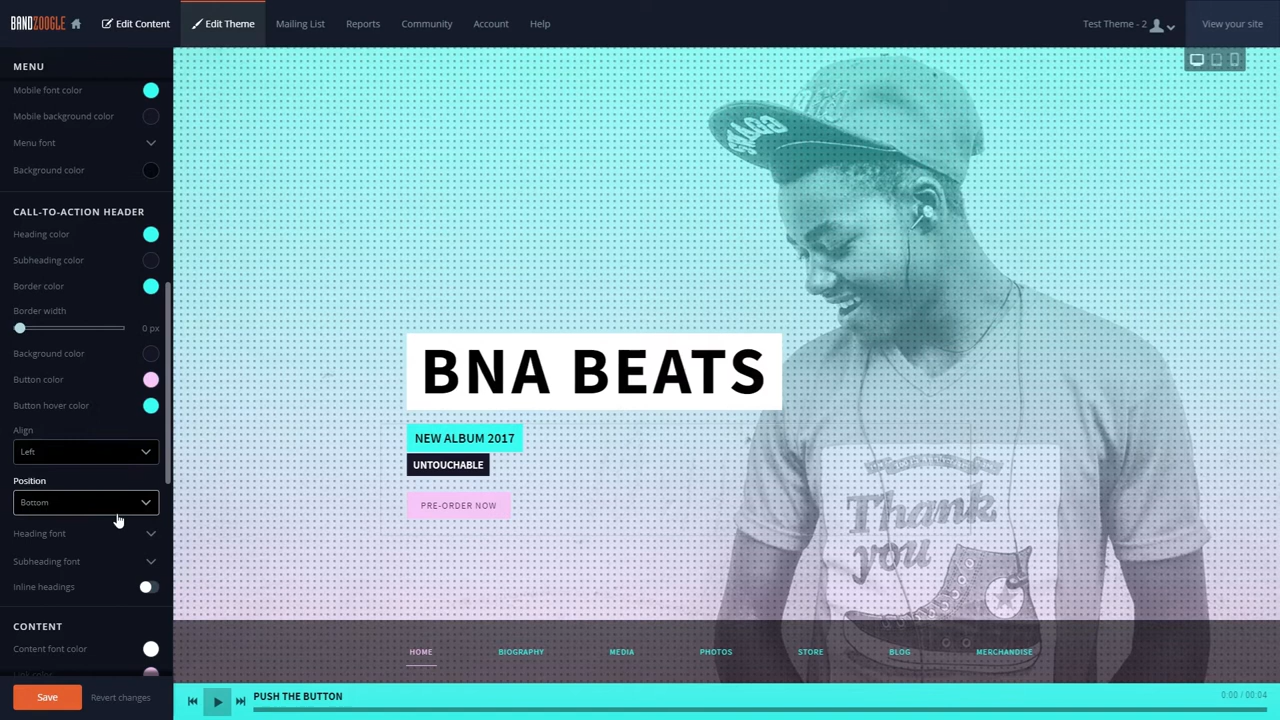 BANDZOOGLE
Edit Content
Edit Theme
Mailing List
Reports
Community
Account
Help
Test Theme - 2
View your site
MENU
Mobile font color
Mobile background color
Menu font
Background color
CALL-TO-ACTION HEADER
Heading color
Subheading color
Border color
Border width
0 px
Background color
Button color
Button hover color
Align
Left
Position
Bottom
Heading font
Subheading font
Inline headings
CONTENT
Content font color
Save
Revert changes
SWAGG
BNA BEATS
NEW ALBUM 2017
UNTOUCHABLE
PRE-ORDER NOW
Thank
you
HOME
BIOGRAPHY
MEDIA
PHOTOS
STORE
BLOG
MERCHANDISE
PUSH THE BUTTON
0:00 / 00:04